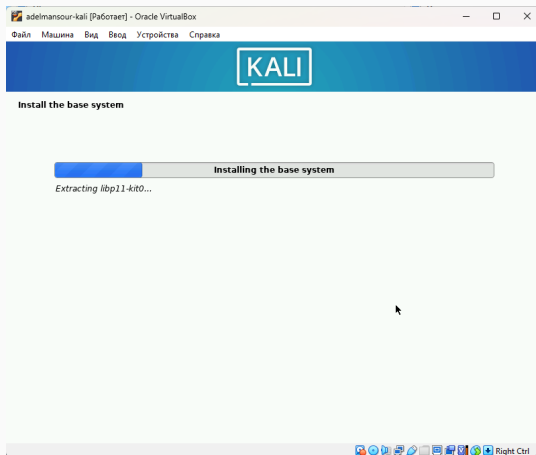 adelmansour-kali [Работает] - Oracle VirtualBox
Файл Машина Вид Ввод Устройства Справка
KALI
Install the base system
Installing the base system
Extracting libp11-kit0...
Right Ctrl